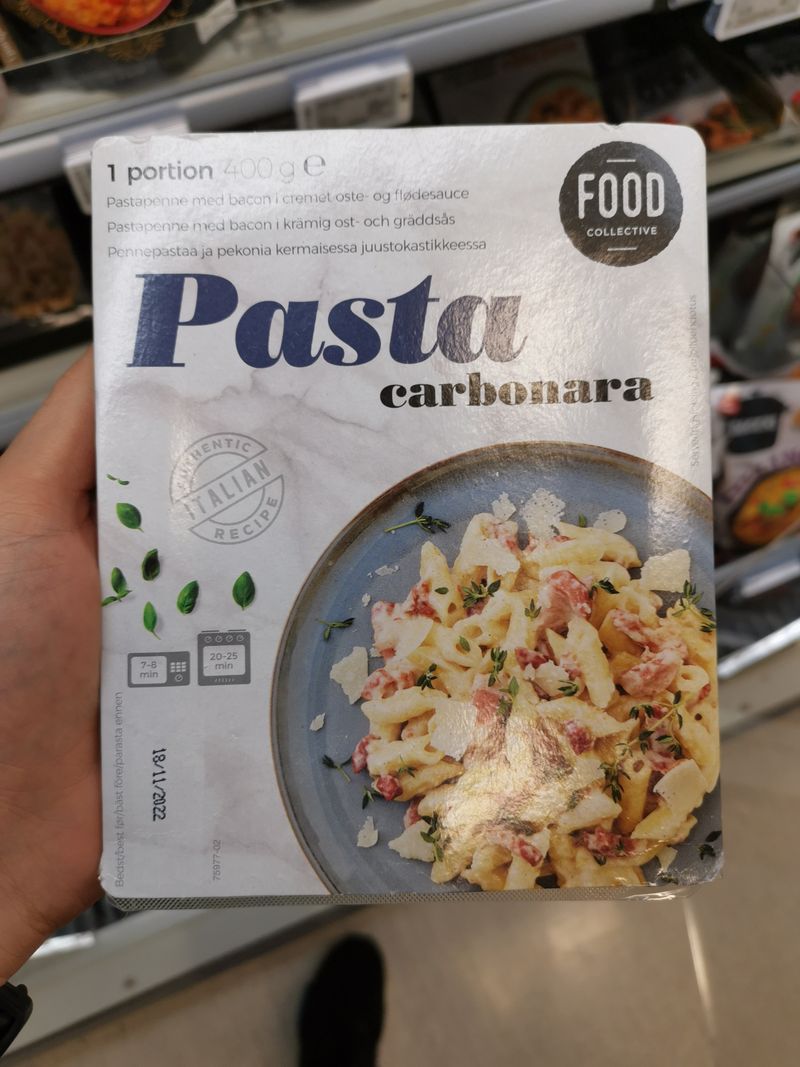 1 portion 400 g e
Pastapenne med bacon i cremet oste- og flødesauce
Pastapenne med bacon i krämig ost- och gräddsås
Pennepastaa ja pekonia kermaisessa juustokastikkeessa
FOOD
COLLECTIVE
Pasta
carbonara
AUTHENTIC
ITALIAN
RECIPE
7-8
min
20-25
min
Bedst/best før/bäst före/parasta ennen
18/11/2022
75977-02